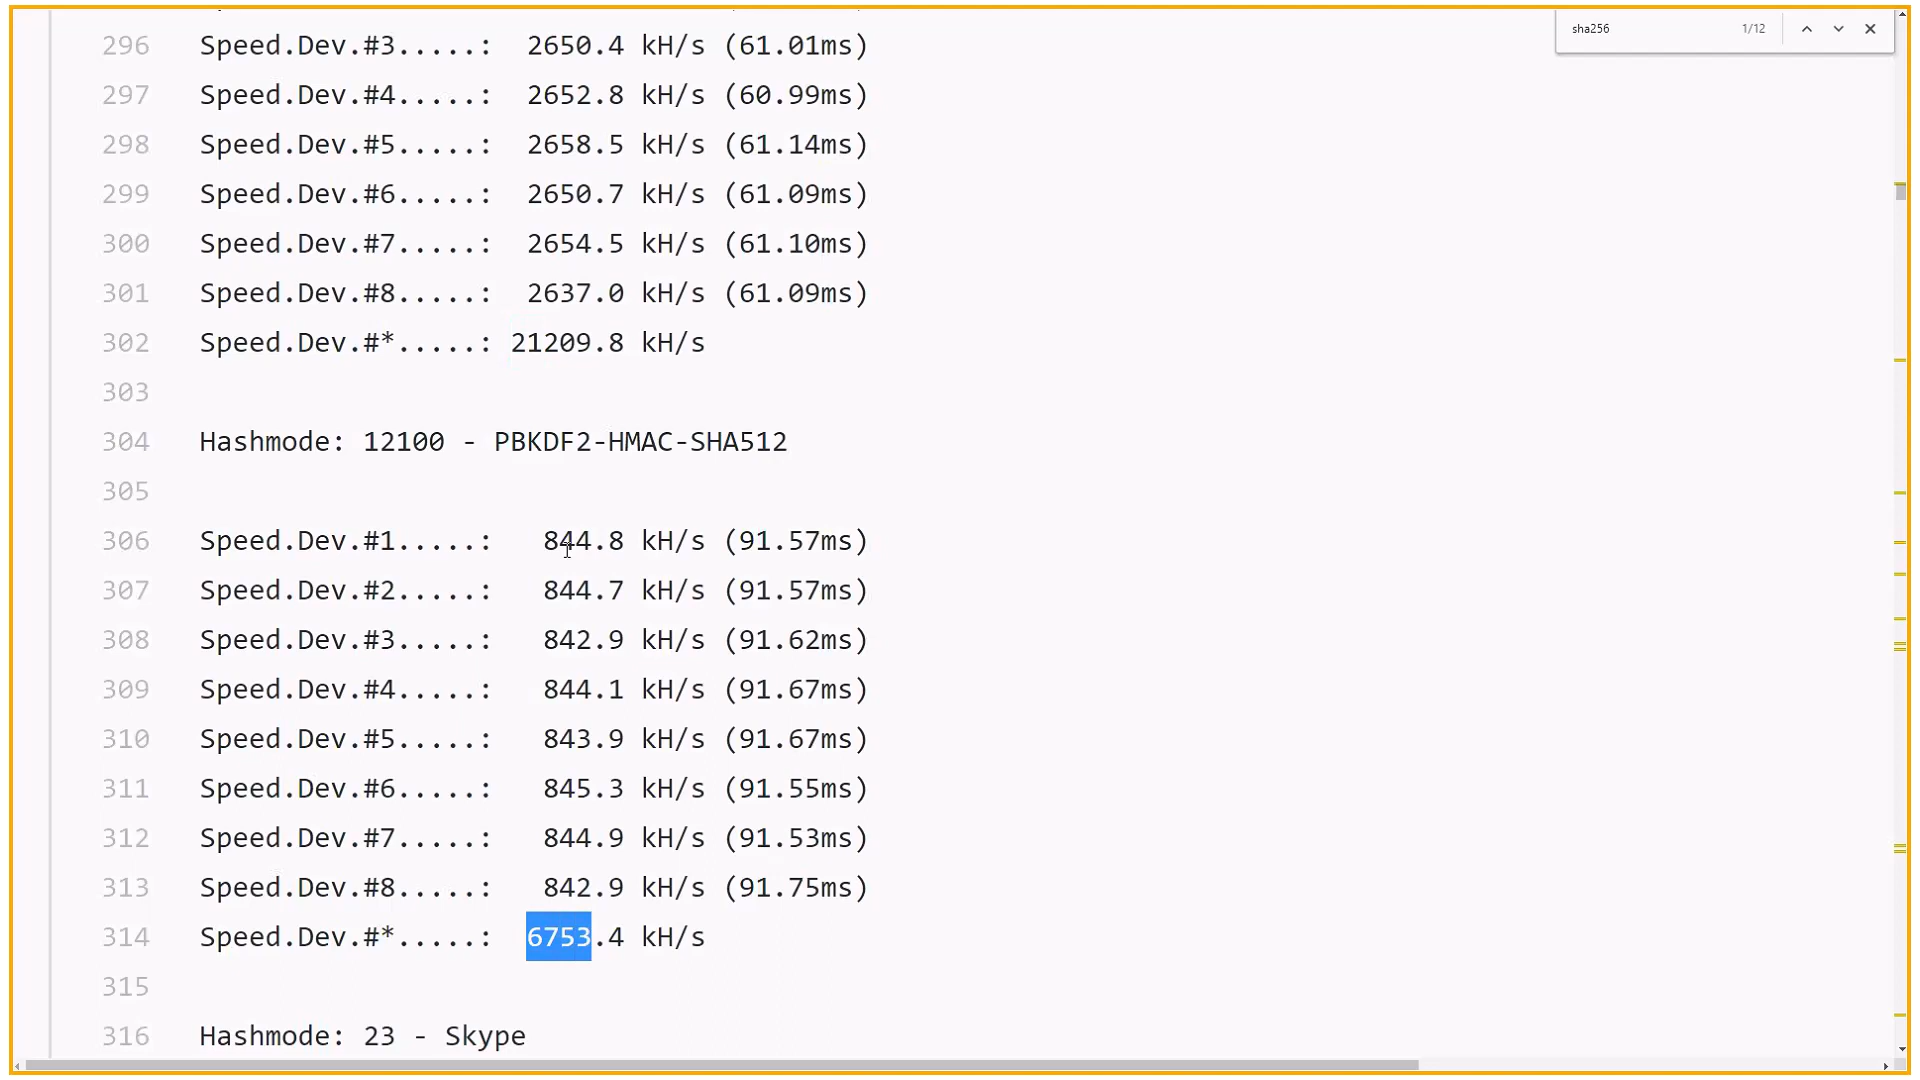 sha256 1/12
296 Speed.Dev.#3.....: 2650.4 kH/s (61.01ms)
297 Speed.Dev.#4.....: 2652.8 kH/s (60.99ms)
298 Speed.Dev.#5.....: 2658.5 kH/s (61.14ms)
299 Speed.Dev.#6.....: 2650.7 kH/s (61.09ms)
300 Speed.Dev.#7.....: 2654.5 kH/s (61.10ms)
301 Speed.Dev.#8.....: 2637.0 kH/s (61.09ms)
302 Speed.Dev.#*.....: 21209.8 kH/s
303
304 Hashmode: 12100 - PBKDF2-HMAC-SHA512
305
306 Speed.Dev.#1.....: 844.8 kH/s (91.57ms)
307 Speed.Dev.#2.....: 844.7 kH/s (91.57ms)
308 Speed.Dev.#3.....: 842.9 kH/s (91.62ms)
309 Speed.Dev.#4.....: 844.1 kH/s (91.67ms)
310 Speed.Dev.#5.....: 843.9 kH/s (91.67ms)
311 Speed.Dev.#6.....: 845.3 kH/s (91.55ms)
312 Speed.Dev.#7.....: 844.9 kH/s (91.53ms)
313 Speed.Dev.#8.....: 842.9 kH/s (91.75ms)
314 Speed.Dev.#*.....: 6753.4 kH/s
315
316 Hashmode: 23 - Skype